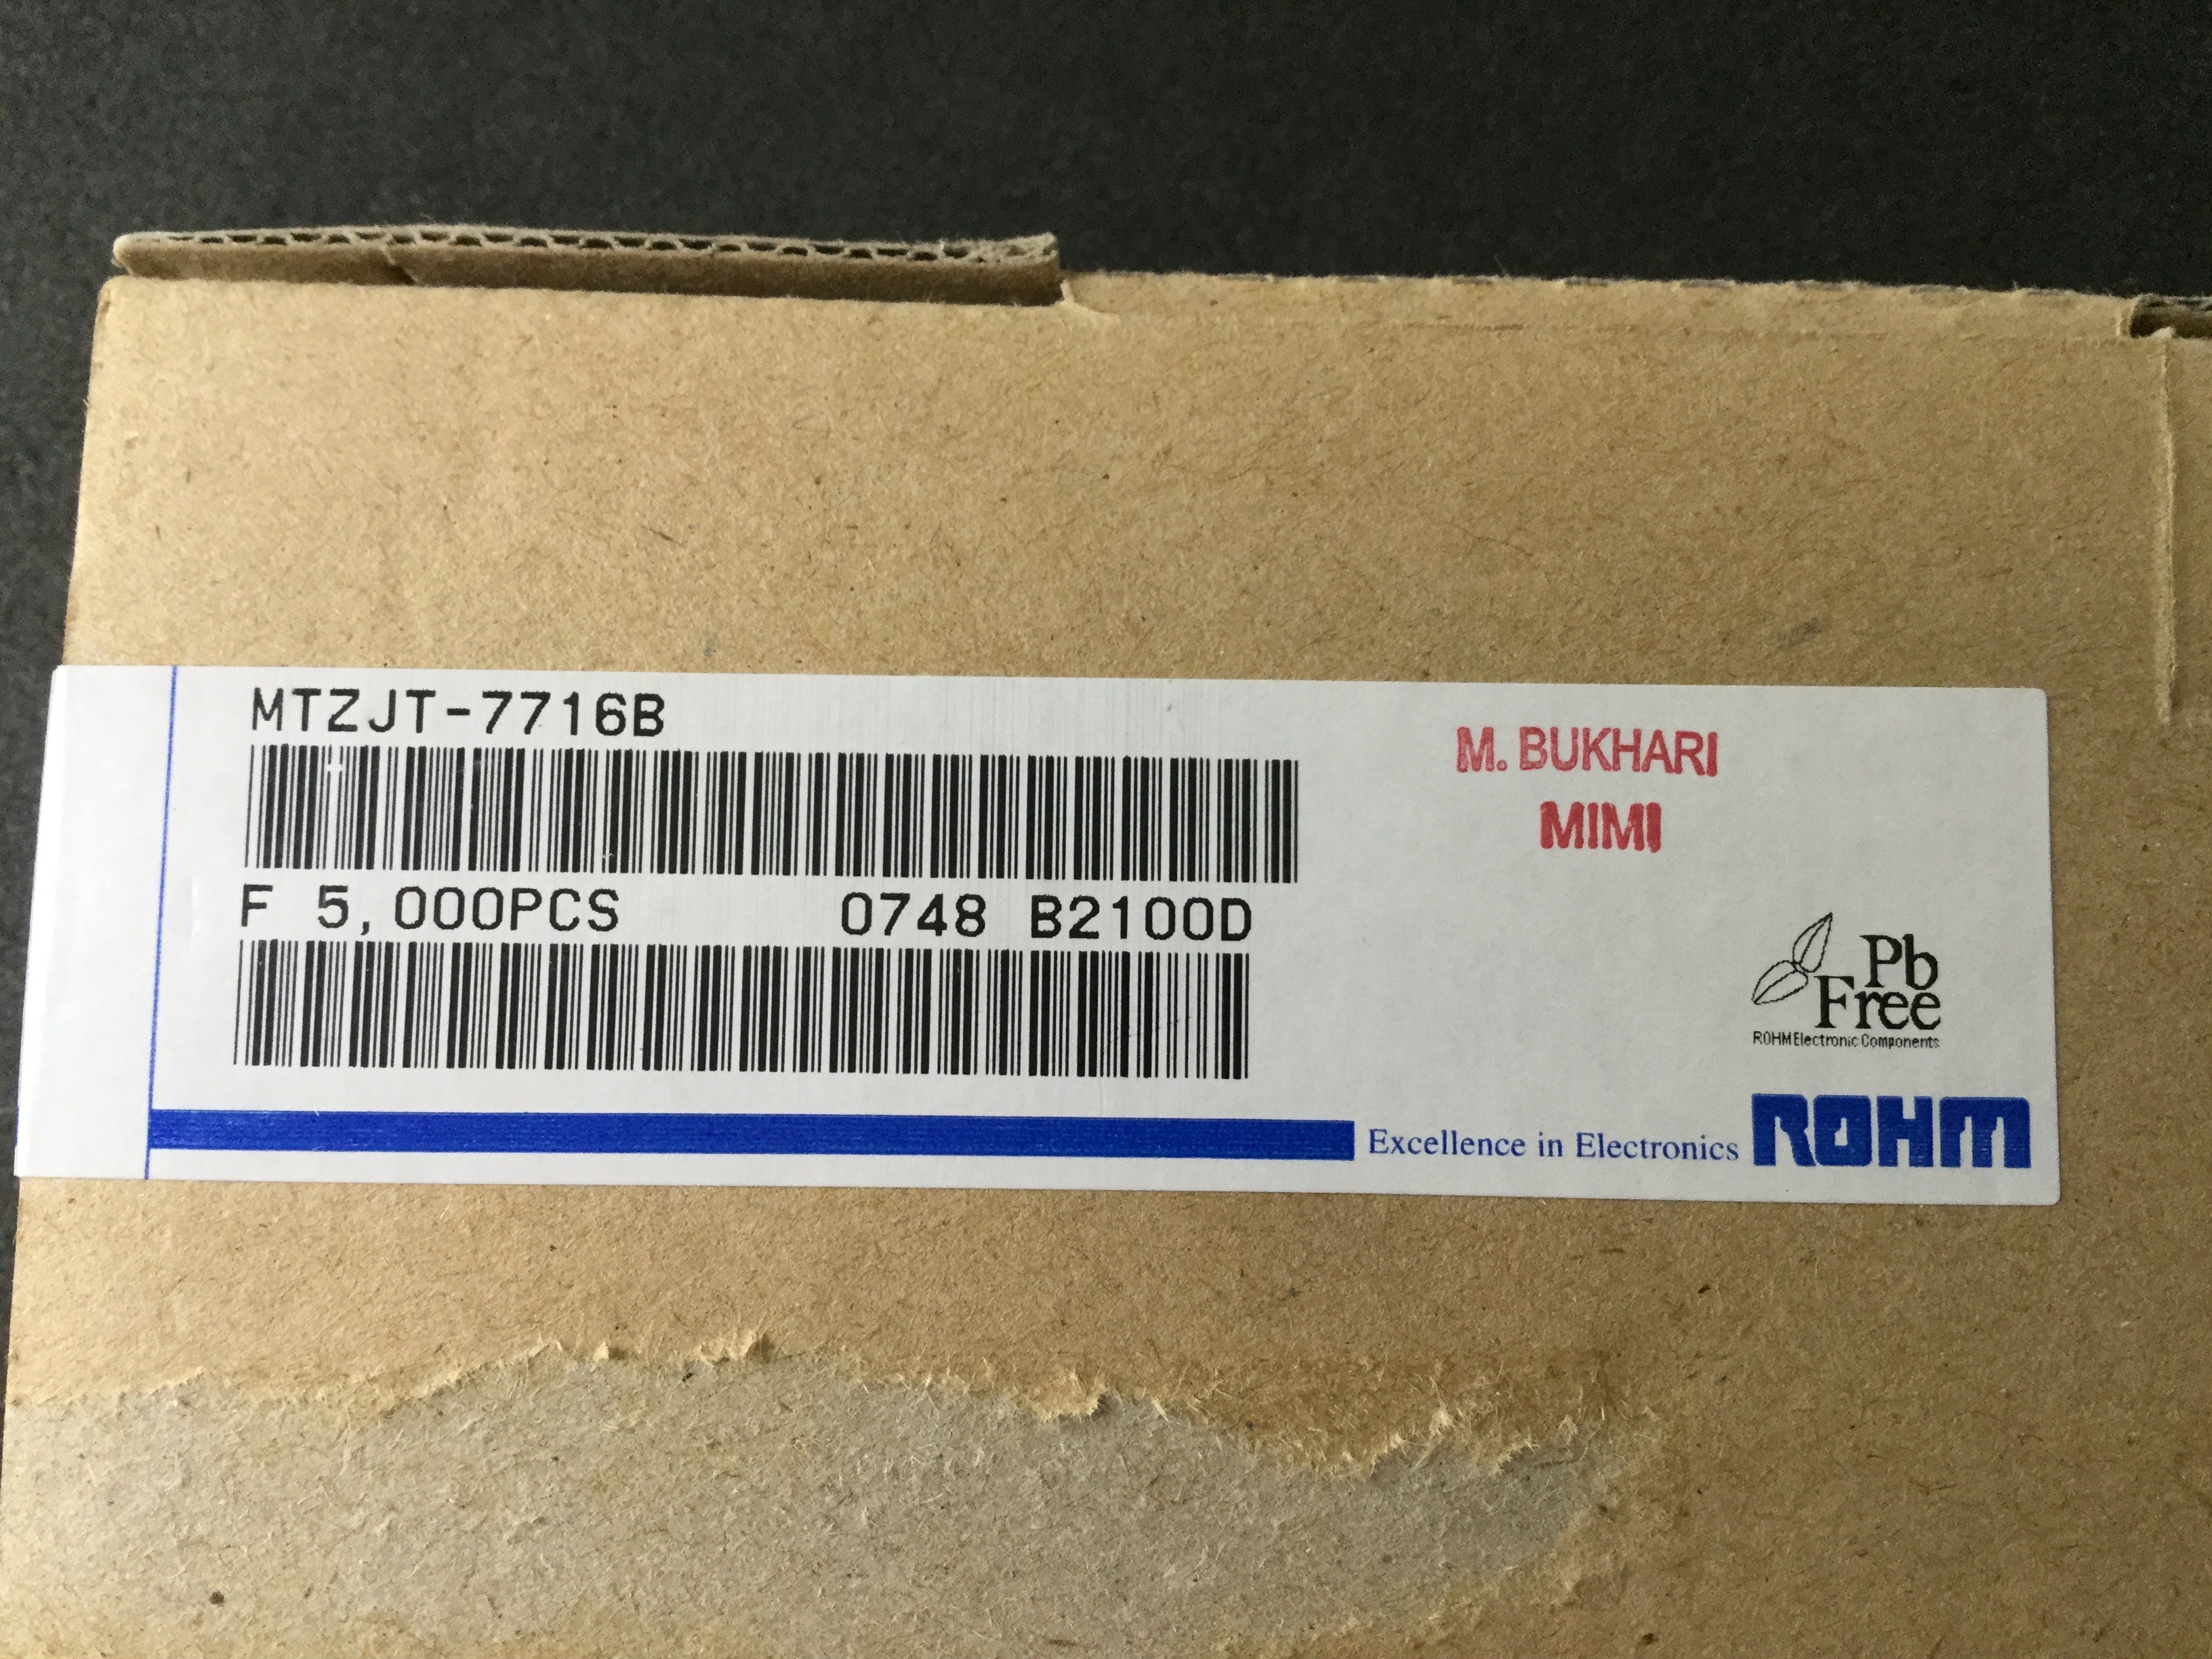 MTZJT-7716B
M. BUKHARI
MIMI
F 5,000PCS 0748 B2100D
Pb
Free
ROHM Electronic Components
Excellence in Electronics ROHM